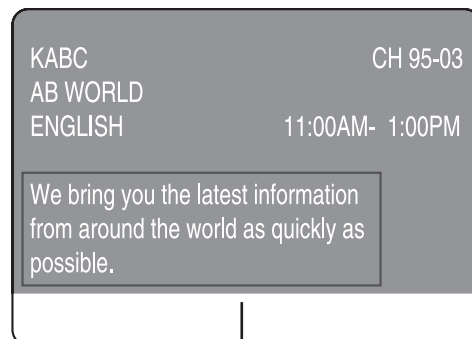 KABC CH 95-03
AB WORLD
ENGLISH 11:00AM- 1:00PM
We bring you the latest information
from around the world as quickly as
possible.